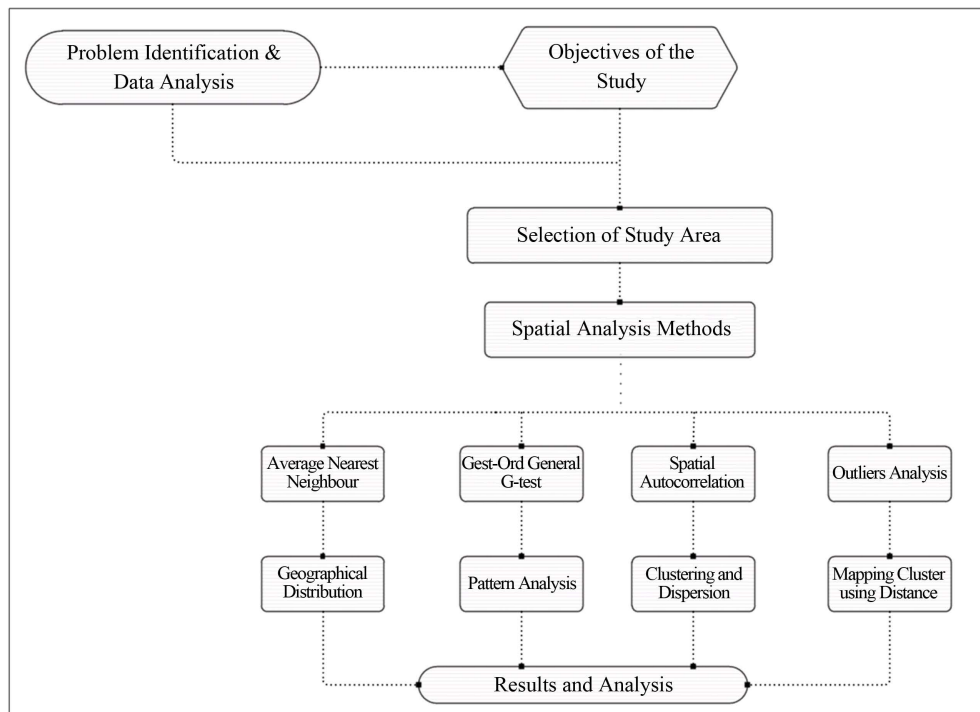 Problem Identification &
Data Analysis
Objectives of the
Study
Selection of Study Area
Spatial Analysis Methods
Average Nearest
Neighbour
Gest-Ord General
G-test
Spatial
Autocorrelation
Outliers Analysis
Geographical
Distribution
Pattern Analysis
Clustering and
Dispersion
Mapping Cluster
using Distance
Results and Analysis